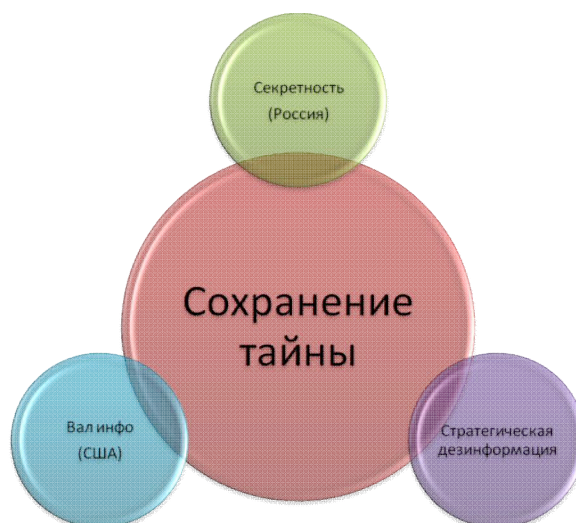 Секретность
(Россия)
Сохранение
тайны
Вал инфо
(США)
Стратегическая
дезинформация